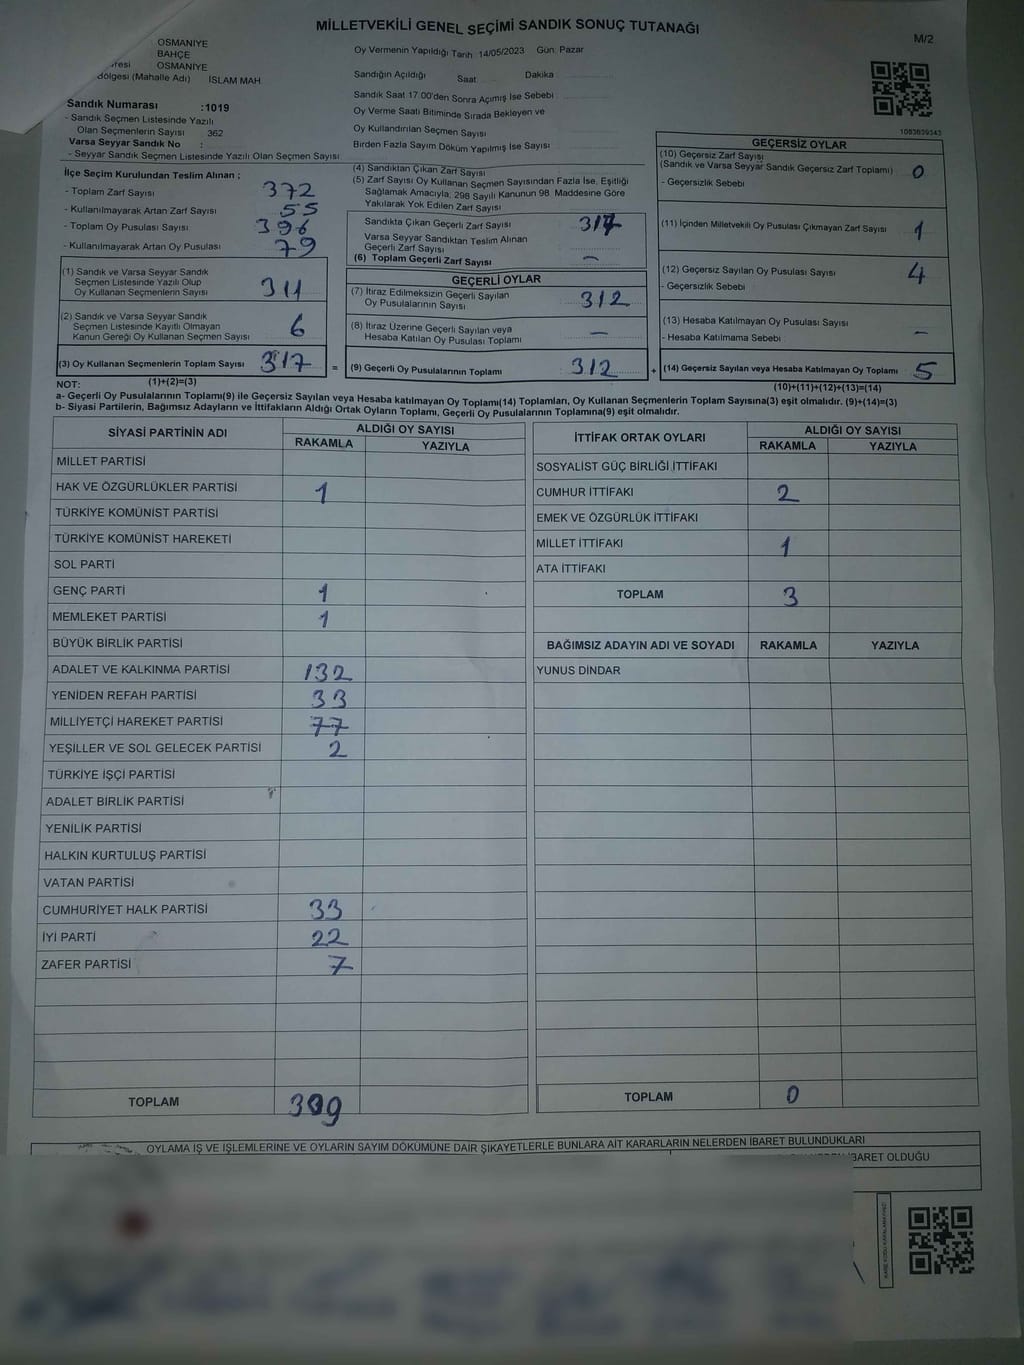 MİLLETVEKİLİ GENEL SEÇİMİ SANDIK SONUÇ TUTANAĞI
M/2
OSMANİYE
BAHÇE
OSMANİYE
(Mahalle Adı) İSLAM MAH
Sandık Numarası :1019
- Sandık Seçmen Listesinde Yazılı
Olan Seçmenlerin Sayısı 362
Varsa Seyyar Sandık No :
- Seyyar Sandık Seçmen Listesinde Yazılı Olan Seçmen Sayısı
Oy Vermenin Yapıldığı Tarih 14/05/2023 Gün: Pazar
Sandığın Açıldığı Saat Dakika
Sandık Saat 17:00'den Sonra Açımış İse Sebebi
Oy Verme Saati Bitiminde Sırada Bekleyen ve
Oy Kullandırılan Seçmen Sayısı
Birden Fazla Sayım Döküm Yapılmış İse Sayısı
1083839343
İlçe Seçim Kurulundan Teslim Alınan ;
- Toplam Zarf Sayısı 372
- Kullanılmayarak Artan Zarf Sayısı 55
- Toplam Oy Pusulası Sayısı 396
- Kullanılmayarak Artan Oy Pusulası 79
(1) Sandık ve Varsa Seyyar Sandık
Seçmen Listesinde Yazılı Olup
Oy Kullanan Seçmenlerin Sayısı 311
(2) Sandık ve Varsa Seyyar Sandık
Seçmen Listesinde Kayıtlı Olmayan
Kanun Gereği Oy Kullanan Seçmen Sayısı 6
(3) Oy Kullanan Seçmenlerin Toplam Sayısı 317 =
(1)+(2)=(3)
(4) Sandıktan Çıkan Zarf Sayısı
(5) Zarf Sayısı Oy Kullanan Seçmen Sayısından Fazla İse, Eşitliği
Sağlamak Amacıyla, 298 Sayılı Kanunun 98. Maddesine Göre
Yakılarak Yok Edilen Zarf Sayısı
Sandıkta Çıkan Geçerli Zarf Sayısı 317
Varsa Seyyar Sandıktan Teslim Alınan
Geçerli Zarf Sayısı
(6) Toplam Geçerli Zarf Sayısı –
GEÇERLİ OYLAR
(7) İtiraz Edilmeksizin Geçerli Sayılan
Oy Pusulalarının Sayısı 312
(8) İtiraz Üzerine Geçerli Sayılan veya
Hesaba Katılan Oy Pusulası Toplamı –
(9) Geçerli Oy Pusulalarının Toplamı : 312 +
GEÇERSİZ OYLAR
(10) Geçersiz Zarf Sayısı
(Sandık ve Varsa Seyyar Sandık Geçersiz Zarf Toplamı) 0
- Geçersizlik Sebebi
(11) İçinden Milletvekili Oy Pusulası Çıkmayan Zarf Sayısı 1
(12) Geçersiz Sayılan Oy Pusulası Sayısı 4
- Geçersizlik Sebebi
(13) Hesaba Katılmayan Oy Pusulası Sayısı –
- Hesaba Katılmama Sebebi
(14) Geçersiz Sayılan veya Hesaba Katılmayan Oy Toplamı 5
(10)+(11)+(12)+(13)=(14)
NOT:
a- Geçerli Oy Pusulalarının Toplamı(9) ile Geçersiz Sayılan veya Hesaba katılmayan Oy Toplamı(14) Toplamları, Oy Kullanan Seçmenlerin Toplam Sayısına(3) eşit olmalıdır. (9)+(14)=(3)
b- Siyasi Partilerin, Bağımsız Adayların ve İttifakların Aldığı Ortak Oyların Toplamı, Geçerli Oy Pusulalarının Toplamına(9) eşit olmalıdır.
SİYASİ PARTİNİN ADI ALDIĞI OY SAYISI
RAKAMLA YAZIYLA
MİLLET PARTİSİ
HAK VE ÖZGÜRLÜKLER PARTİSİ 1
TÜRKİYE KOMÜNİST PARTİSİ
TÜRKİYE KOMÜNİST HAREKETİ
SOL PARTİ
GENÇ PARTİ 1
MEMLEKET PARTİSİ 1
BÜYÜK BİRLİK PARTİSİ
ADALET VE KALKINMA PARTİSİ 132
YENİDEN REFAH PARTİSİ 33
MİLLİYETÇİ HAREKET PARTİSİ 77
YEŞİLLER VE SOL GELECEK PARTİSİ 2
TÜRKİYE İŞÇİ PARTİSİ
ADALET BİRLİK PARTİSİ
YENİLİK PARTİSİ
HALKIN KURTULUŞ PARTİSİ
VATAN PARTİSİ
CUMHURİYET HALK PARTİSİ 33
İYİ PARTİ 22
ZAFER PARTİSİ 7
TOPLAM 309
İTTİFAK ORTAK OYLARI ALDIĞI OY SAYISI
RAKAMLA YAZIYLA
SOSYALİST GÜÇ BİRLİĞİ İTTİFAKI
CUMHUR İTTİFAKI 2
EMEK VE ÖZGÜRLÜK İTTİFAKI
MİLLET İTTİFAKI 1
ATA İTTİFAKI
TOPLAM 3
BAĞIMSIZ ADAYIN ADI VE SOYADI RAKAMLA YAZIYLA
YUNUS DİNDAR
TOPLAM 0
OYLAMA İŞ VE İŞLEMLERİNE VE OYLARIN SAYIM DÖKÜMÜNE DAİR ŞİKAYETLERLE BUNLARA AİT KARARLARIN NELERDEN İBARET BULUNDUKLARI
İBARET OLDUĞU